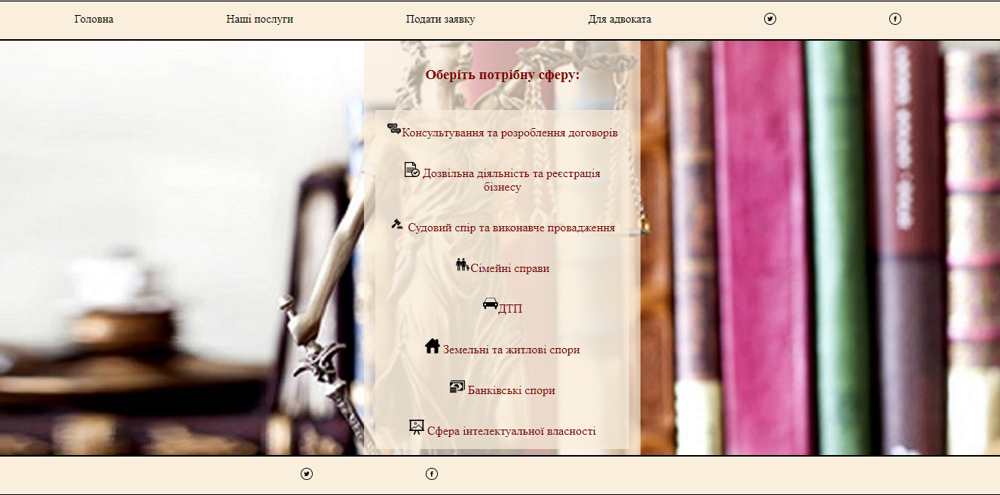 Головна Наші послуги Подати заявку Для адвоката
Оберіть потрібну сферу:
Консультування та розроблення договорів
Дозвільна діяльність та реєстрація
бізнесу
Судовий спір та виконавче провадження
Сімейні справи
ДТП
Земельні та житлові спори
Банківські спори
Сфера інтелектуальної власності